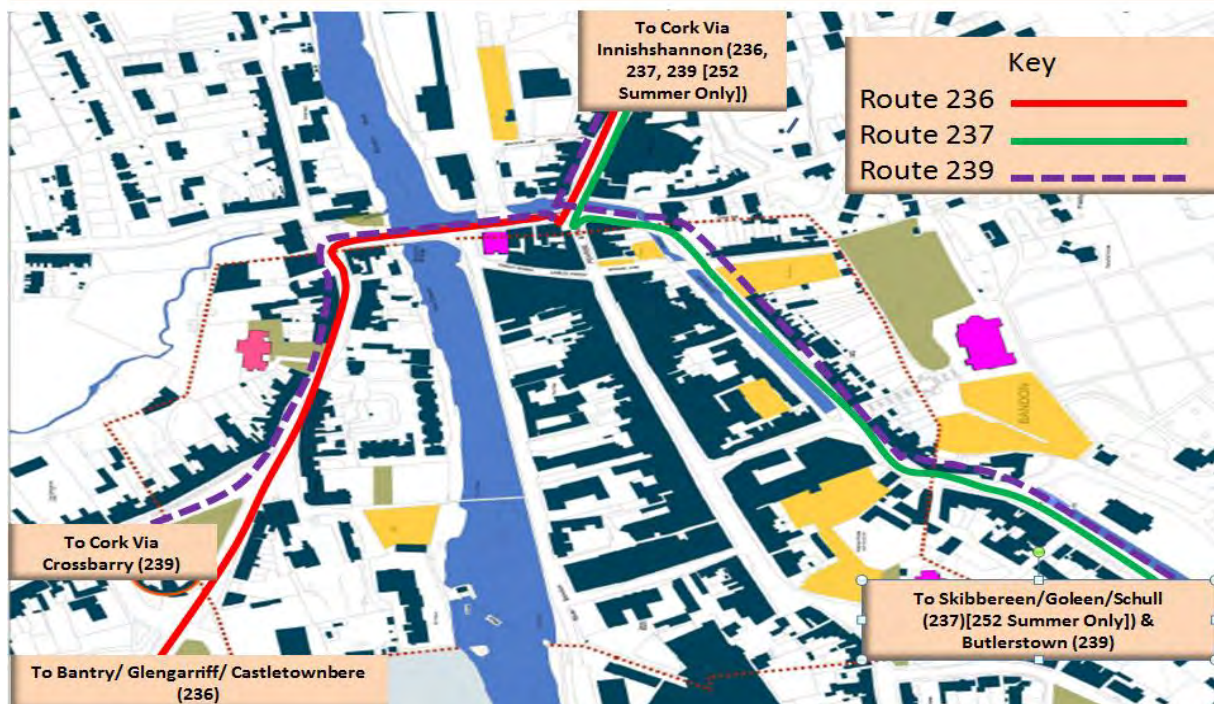 To Cork Via
Innishshannon (236,
237, 239 [252
Summer Only])
Key
Route 236
Route 237
Route 239
BANDON
To Cork Via
Crossbarry (239)
To Skibbereen/Goleen/Schull
(237)[252 Summer Only]) &
Butlerstown (239)
To Bantry/ Glengarriff/ Castletownbere
(236)